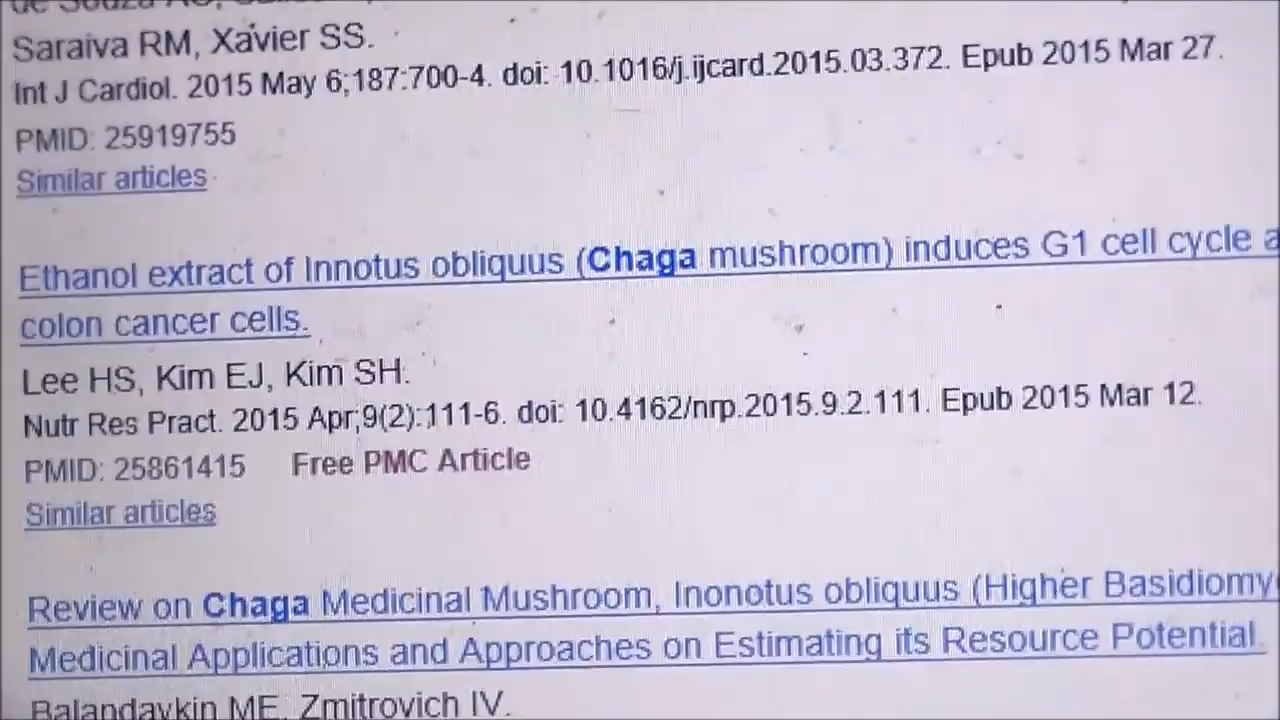 Saraiva RM, Xavier SS.
Int J Cardiol. 2015 May 6;187:700-4. doi: 10.1016/j.ijcard.2015.03.372. Epub 2015 Mar 27.
PMID: 25919755
Similar articles
Ethanol extract of Innotus obliquus (Chaga mushroom) induces G1 cell cycle a
colon cancer cells.
Lee HS, Kim EJ, Kim SH.
Nutr Res Pract. 2015 Apr;9(2):111-6. doi: 10.4162/nrp.2015.9.2.111. Epub 2015 Mar 12.
PMID: 25861415 Free PMC Article
Similar articles
Review on Chaga Medicinal Mushroom, Inonotus obliquus (Higher Basidiomy
Medicinal Applications and Approaches on Estimating its Resource Potential.
Balandaykin ME, Zmitrovich IV.